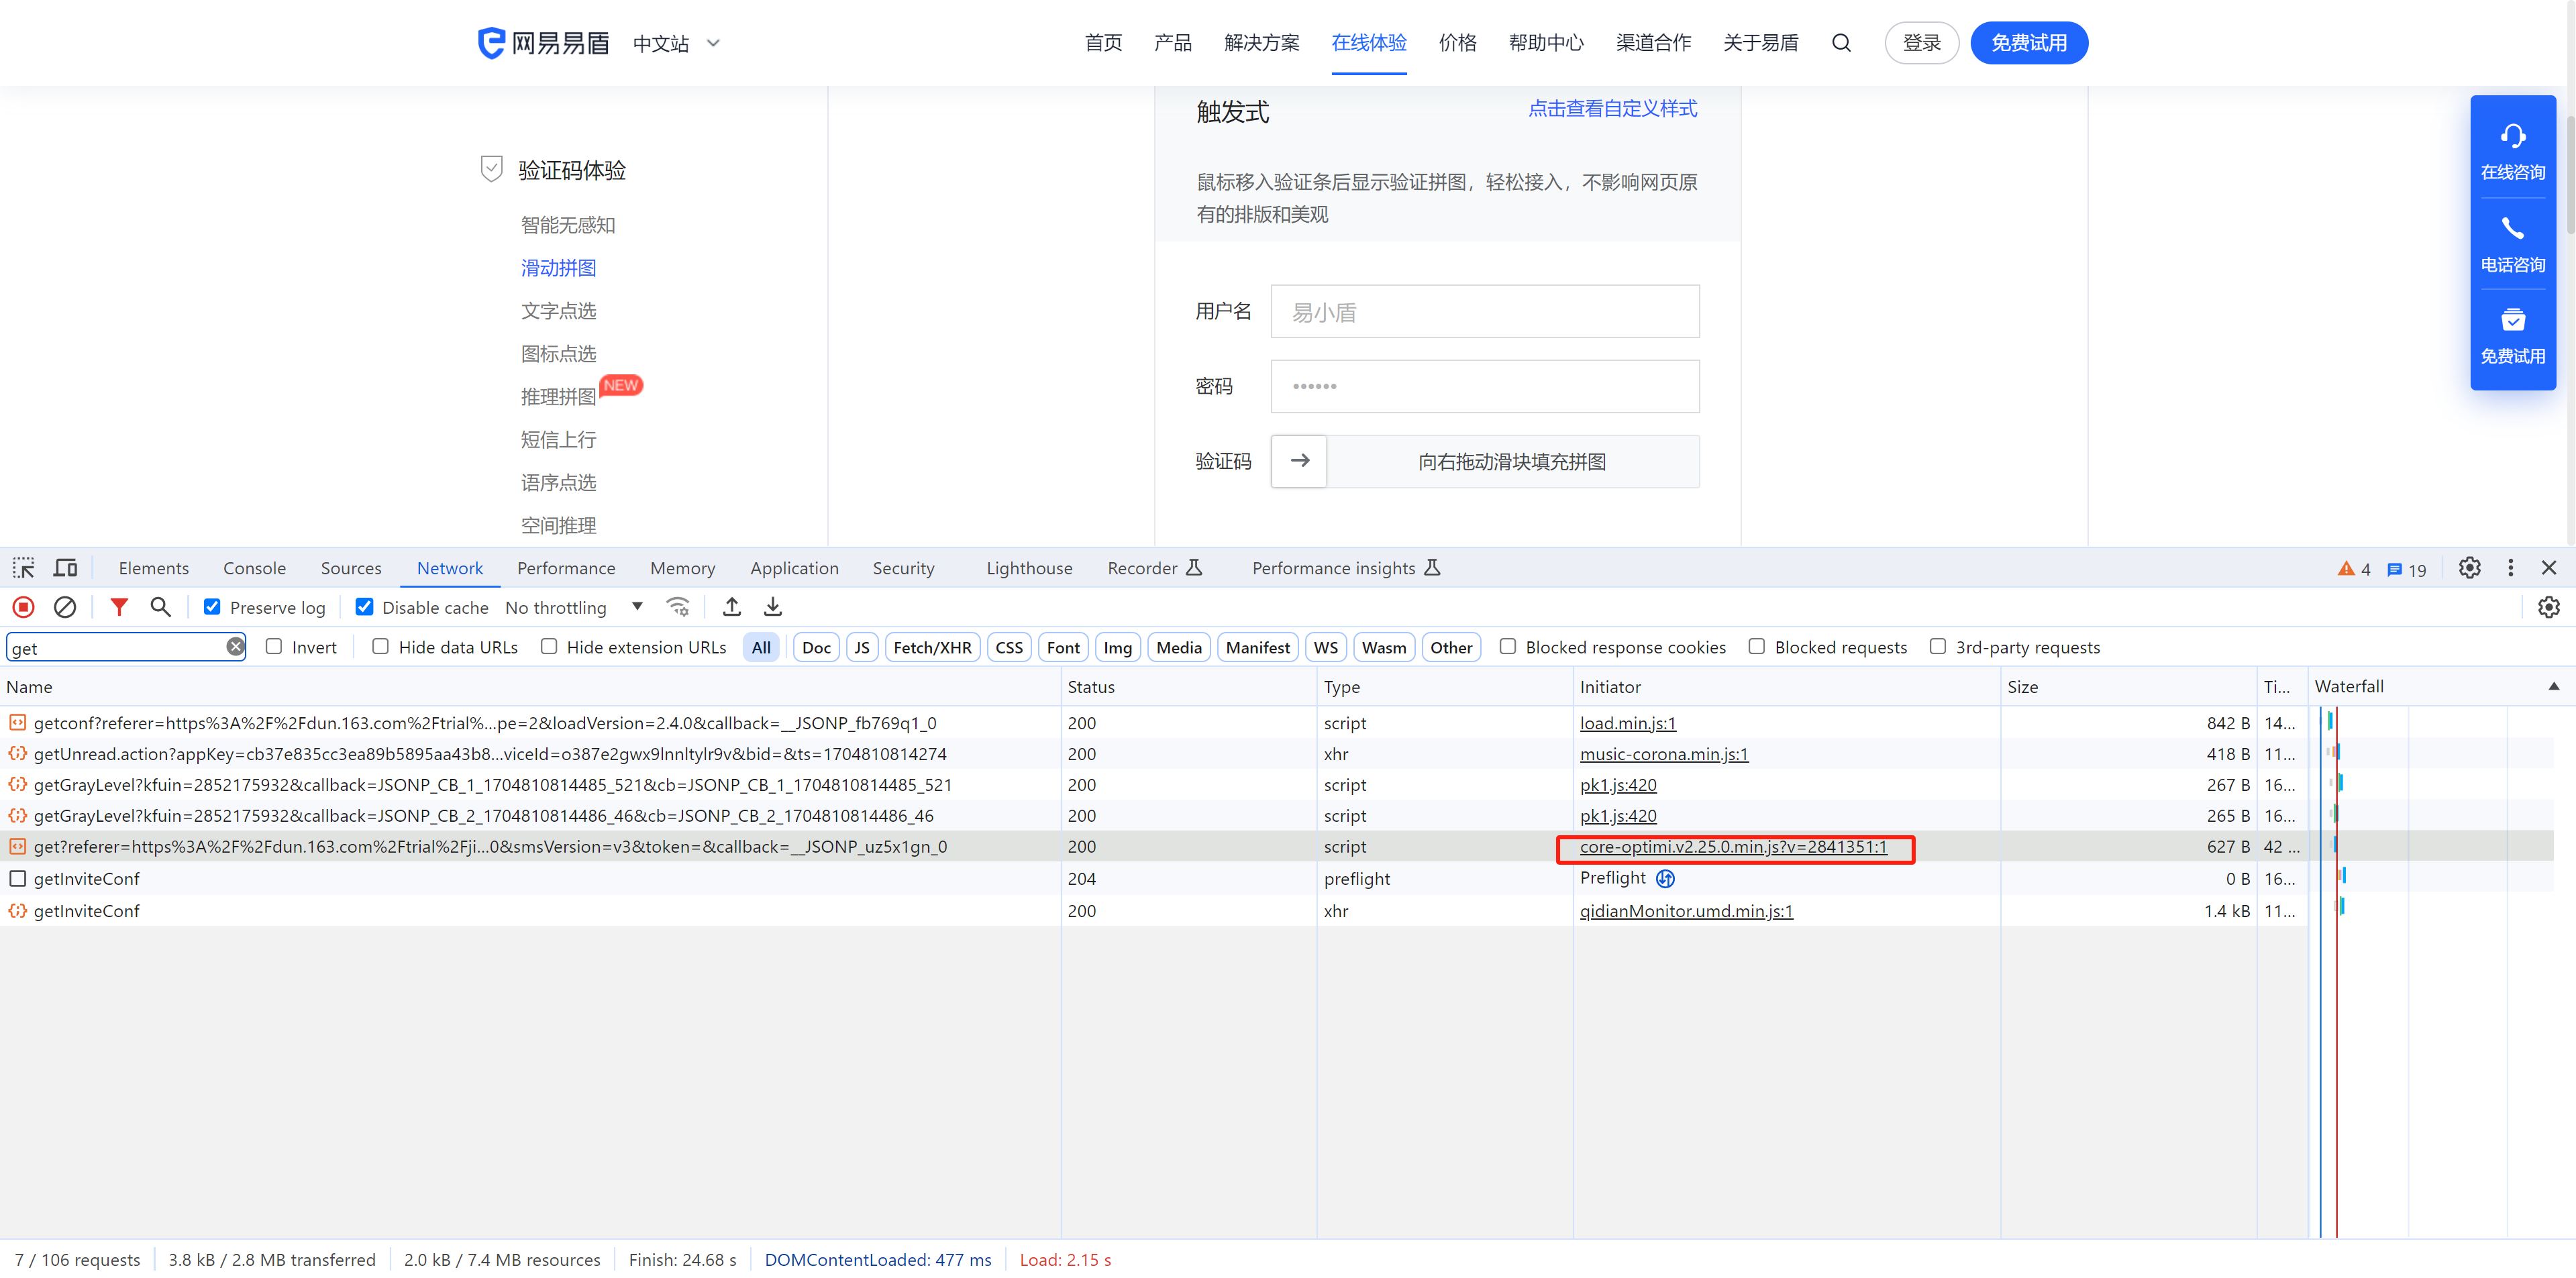 网易易盾 中文站 首页 产品 解决方案 在线体验 价格 帮助中心 渠道合作 关于易盾 登录 免费试用
触发式 点击查看自定义样式
鼠标移入验证条后显示验证拼图，轻松接入，不影响网页原
有的排版和美观
验证码体验
智能无感知
滑动拼图
文字点选
图标点选
推理拼图 NEW
短信上行
语序点选
空间推理
用户名 易小盾
密码 ••••••
验证码 向右拖动滑块填充拼图
在线咨询
电话咨询
免费试用
Elements Console Sources Network Performance Memory Application Security Lighthouse Recorder Performance insights 4 19
Preserve log Disable cache No throttling
get Invert Hide data URLs Hide extension URLs All Doc JS Fetch/XHR CSS Font Img Media Manifest WS Wasm Other Blocked response cookies Blocked requests 3rd-party requests
Name Status Type Initiator Size Ti... Waterfall
getconf?referer=https%3A%2F%2Fdun.163.com%2Ftrial%...pe=2&loadVersion=2.4.0&callback=__JSONP_fb769q1_0 200 script load.min.js:1 842 B 14...
getUnread.action?appKey=cb37e835cc3ea89b5895aa43b8...viceId=o387e2gwx9lnnltylr9v&bid=&ts=1704810814274 200 xhr music-corona.min.js:1 418 B 11...
getGrayLevel?kfuin=2852175932&callback=JSONP_CB_1_1704810814485_521&cb=JSONP_CB_1_1704810814485_521 200 script pk1.js:420 267 B 16...
getGrayLevel?kfuin=2852175932&callback=JSONP_CB_2_1704810814486_46&cb=JSONP_CB_2_1704810814486_46 200 script pk1.js:420 265 B 16...
get?referer=https%3A%2F%2Fdun.163.com%2Ftrial%2Fji...0&smsVersion=v3&token=&callback=__JSONP_uz5x1gn_0 200 script core-optimi.v2.25.0.min.js?v=2841351:1 627 B 42 ...
getInviteConf 204 preflight Preflight 0 B 16...
getInviteConf 200 xhr qidianMonitor.umd.min.js:1 1.4 kB 11...
7 / 106 requests 3.8 kB / 2.8 MB transferred 2.0 kB / 7.4 MB resources Finish: 24.68 s DOMContentLoaded: 477 ms Load: 2.15 s